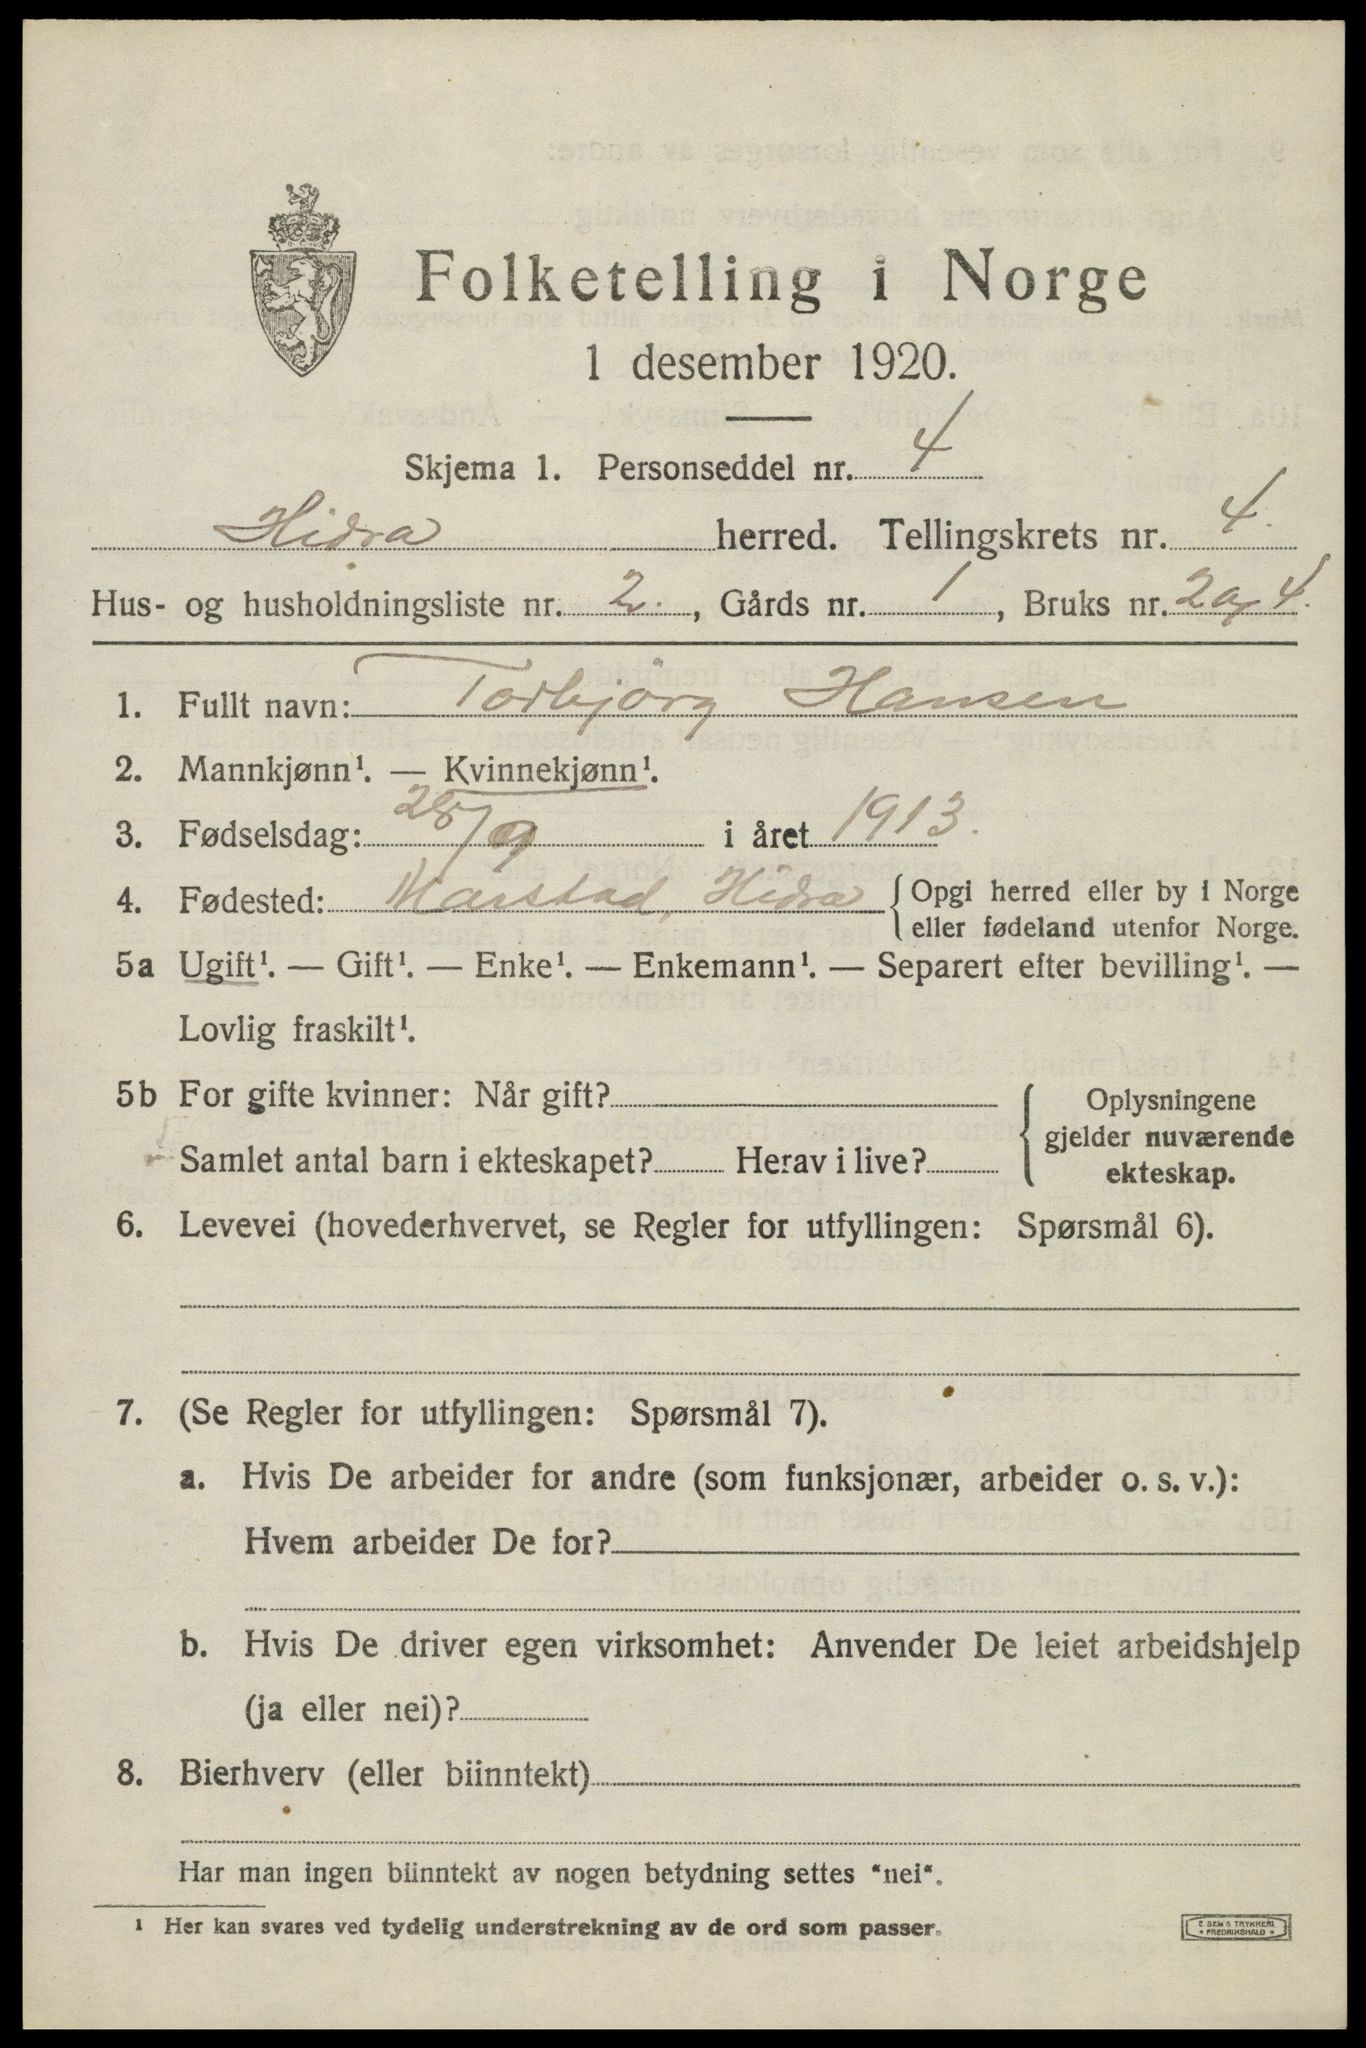 Folketelling i Norge
1 desember 1920.
Skjema 1. Personseddel nr. 4
Hidra herred. Tellingskrets nr. 4.
Hus- og husholdningsliste nr. 2., Gårds nr. 1, Bruks nr. 2 og 4.
1. Fullt navn: Torbjörg Hansen
2. Mannkjønn¹. — Kvinnekjønn¹.
3. Fødselsdag: 28/9 i året 1913.
4. Fødested: Marstad, Hidra { Opgi herred eller by i Norge
eller fødeland utenfor Norge.
5a Ugift¹. — Gift¹. — Enke¹. — Enkemann¹. — Separert efter bevilling¹. —
Lovlig fraskilt¹.
5b For gifte kvinner: Når gift?
Samlet antal barn i ekteskapet? Herav i live?
{ Oplysningene
gjelder nuværende
ekteskap.
6. Levevei (hovederhvervet, se Regler for utfyllingen: Spørsmål 6).
7. (Se Regler for utfyllingen: Spørsmål 7).
a. Hvis De arbeider for andre (som funksjonær, arbeider o. s. v.):
Hvem arbeider De for?
b. Hvis De driver egen virksomhet: Anvender De leiet arbeidshjelp
(ja eller nei)?
8. Bierhverv (eller biinntekt)
Har man ingen biinntekt av nogen betydning settes "nei".
1 Her kan svares ved tydelig understrekning av de ord som passer.
E. SEM'S TRYKKERI
* FREDRIKSHALD *